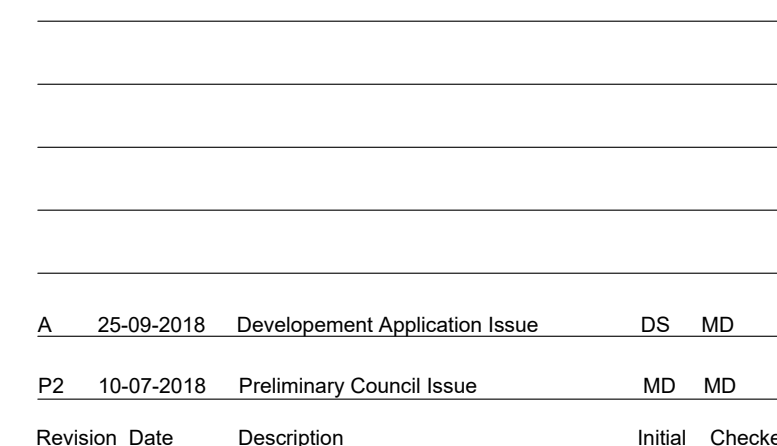 A 25-09-2018 Developement Application Issue DS MD
P2 10-07-2018 Preliminary Council Issue MD MD
Revision Date Description Initial Checke